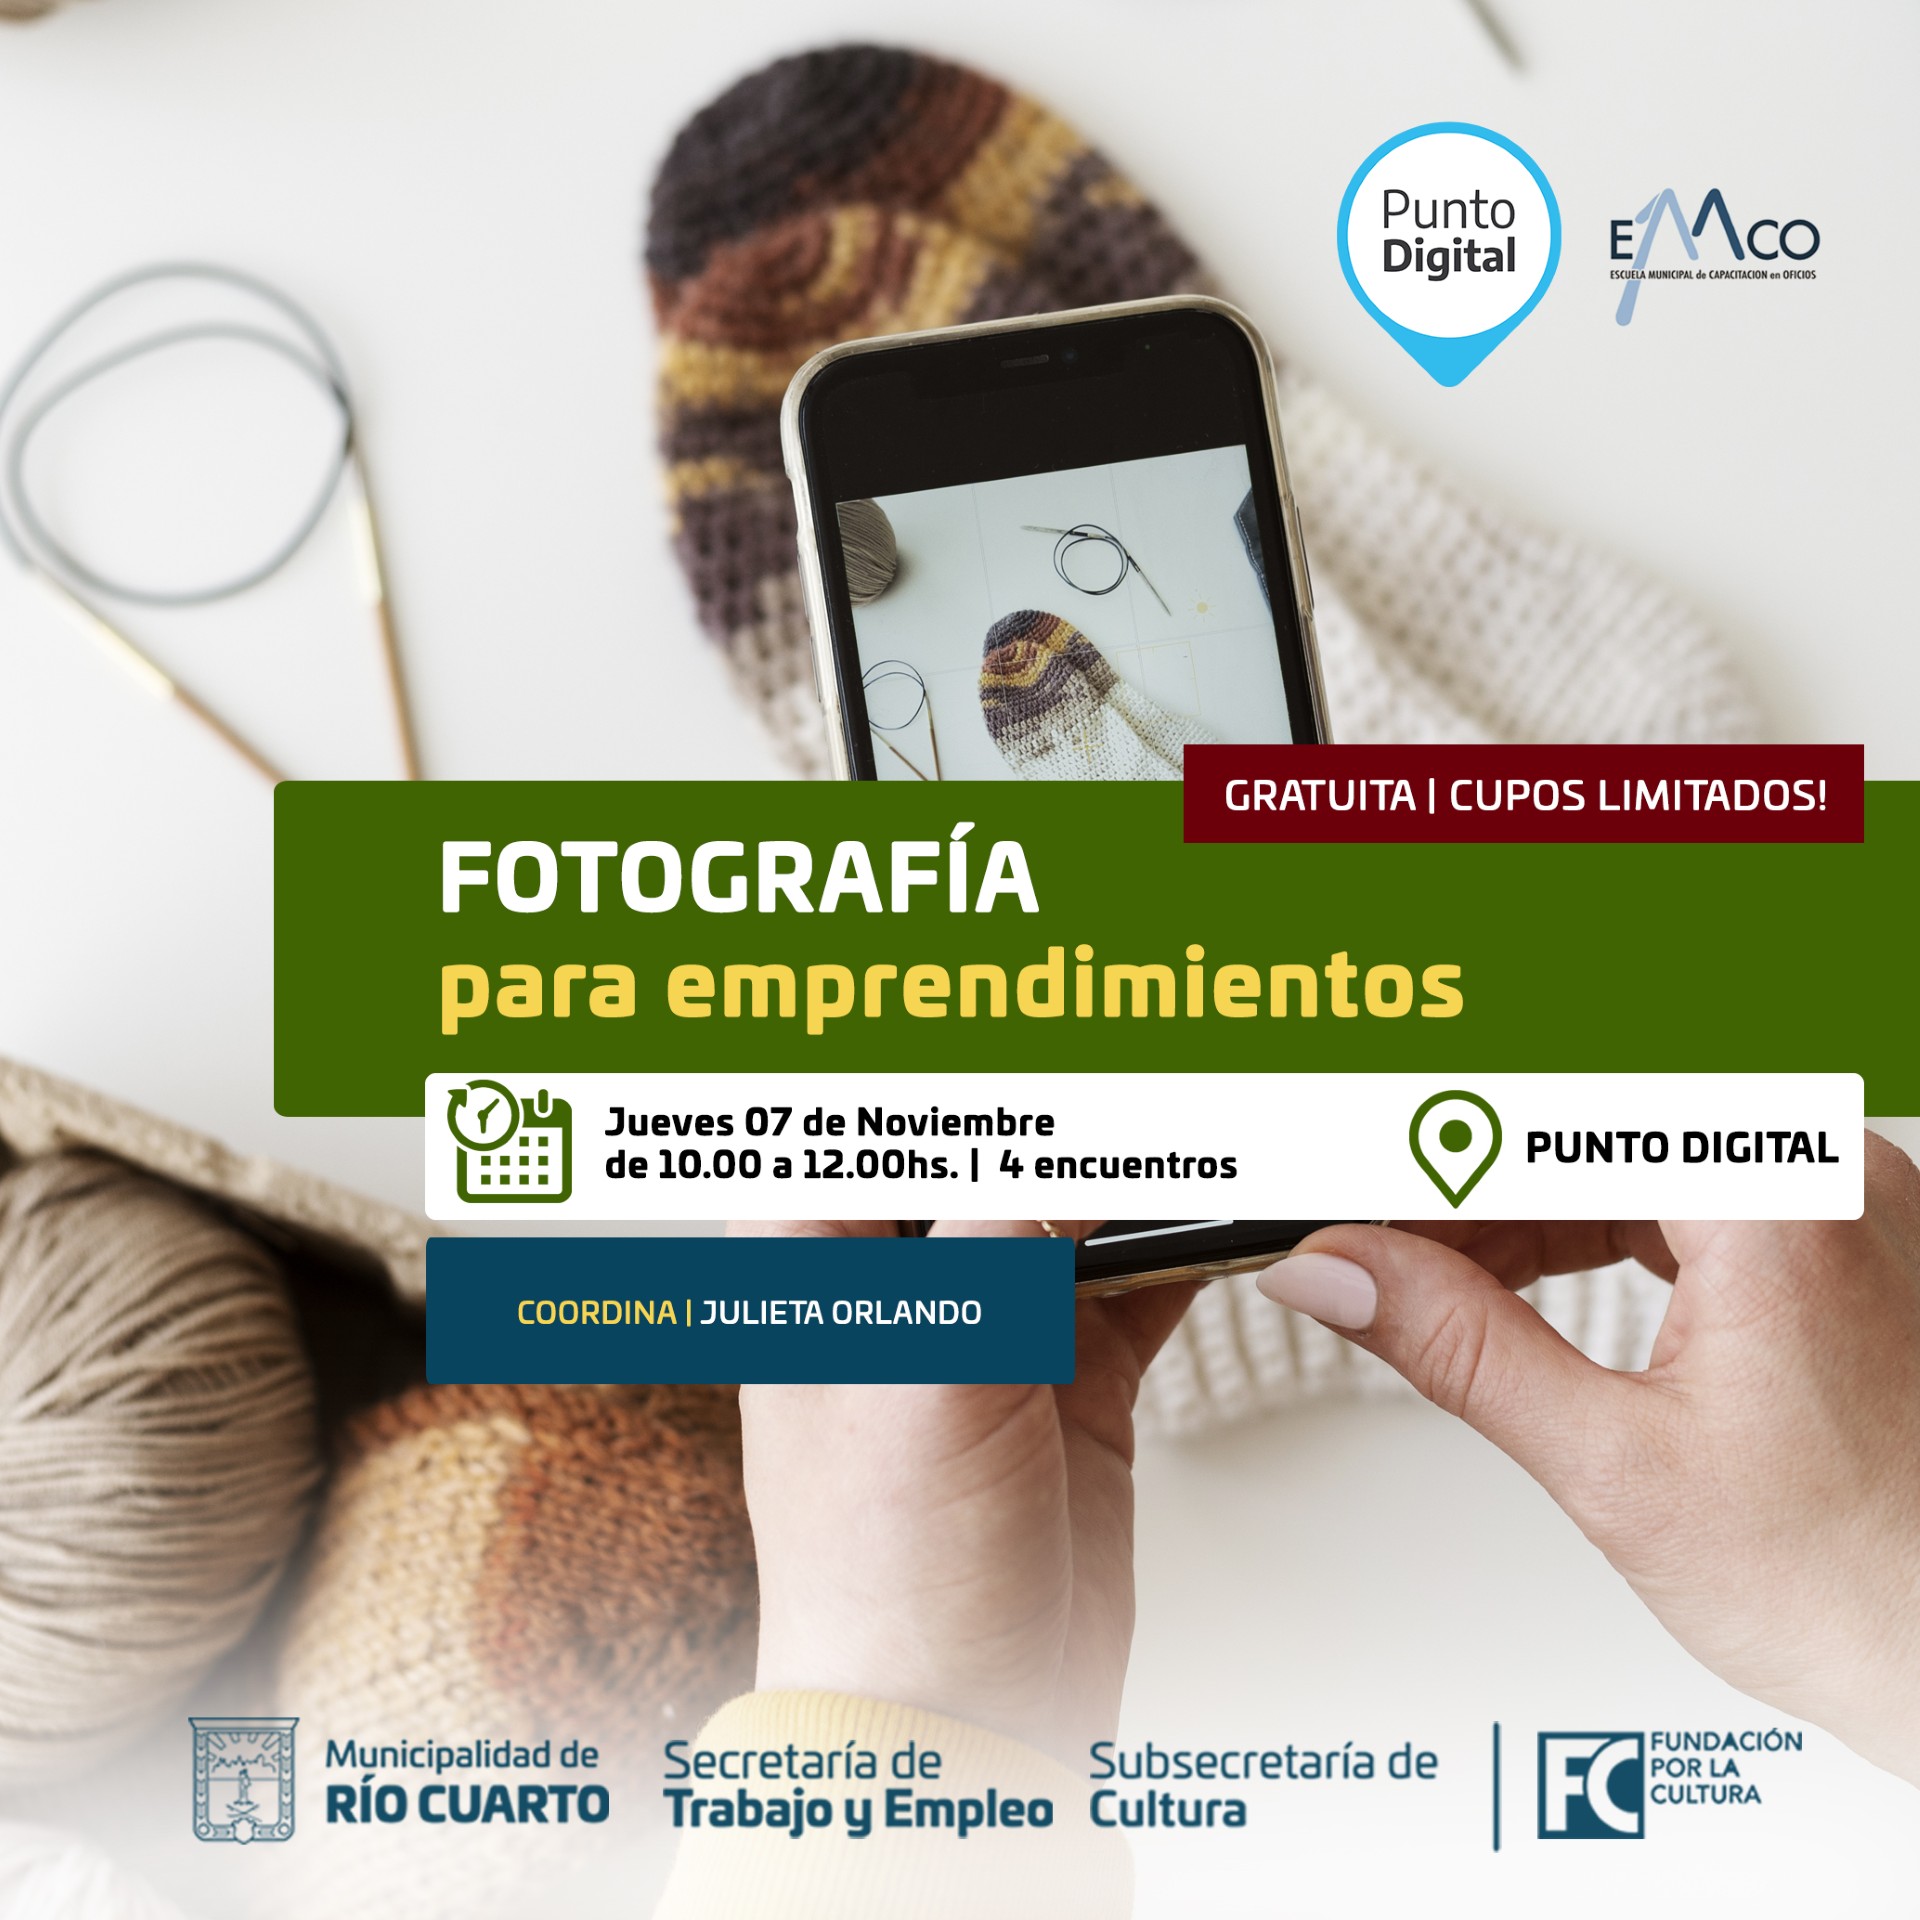 Punto
Digital
EMCO
ESCUELA MUNICIPAL de CAPACITACION en OFICIOS
GRATUITA | CUPOS LIMITADOS!
FOTOGRAFÍA
para emprendimientos
Jueves 07 de Noviembre
de 10.00 a 12.00hs. | 4 encuentros
PUNTO DIGITAL
COORDINA | JULIETA ORLANDO
Municipalidad de
RÍO CUARTO
Secretaría de
Trabajo y Empleo
Subsecretaría de
Cultura
FC
FUNDACIÓN
POR LA
CULTURA